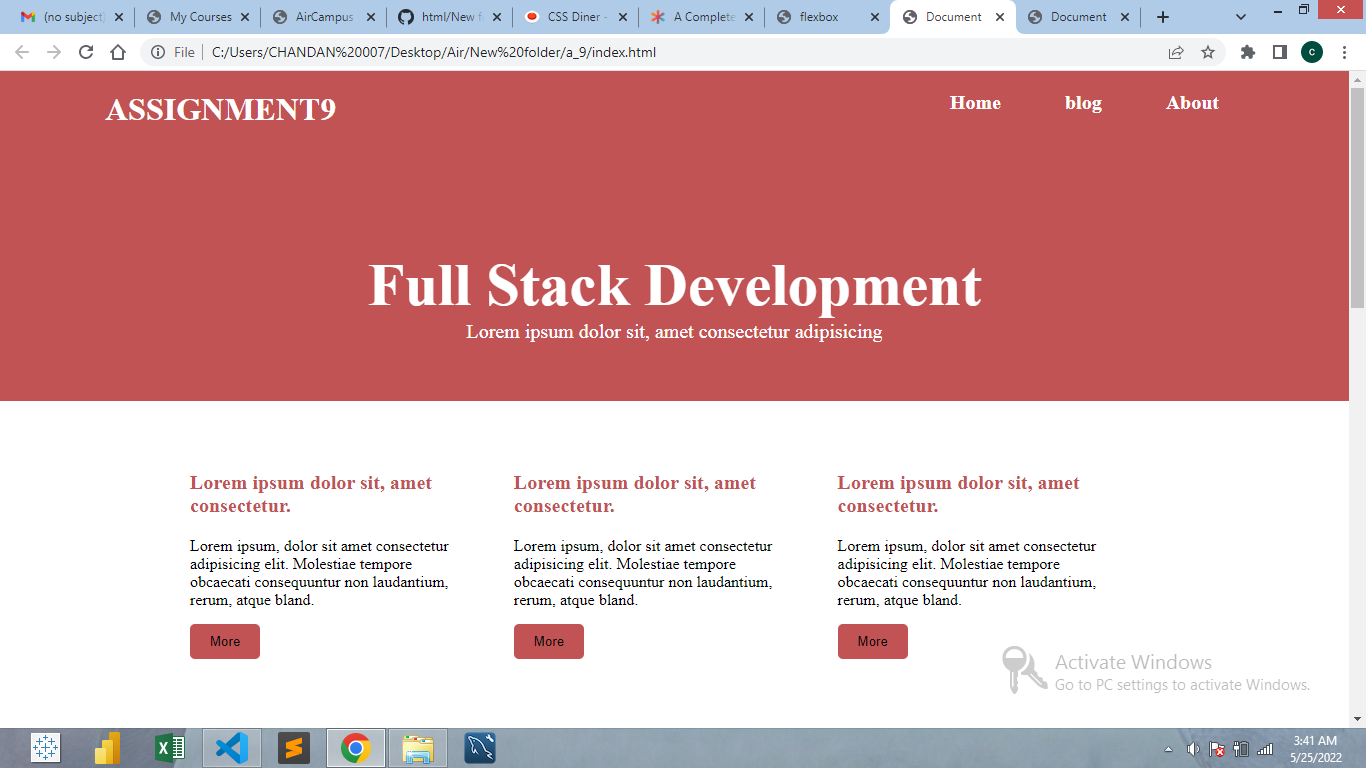 (no subject)
My Courses
AirCampus
html/New f
CSS Diner -
A Complete
flexbox
Document
Document
File
C:/Users/CHANDAN%20007/Desktop/Air/New%20folder/a_9/index.html
c
ASSIGNMENT9
Home
blog
About
Full Stack Development
Lorem ipsum dolor sit, amet consectetur adipisicing
Lorem ipsum dolor sit, amet
consectetur.
Lorem ipsum, dolor sit amet consectetur
adipisicing elit. Molestiae tempore
obcaecati consequuntur non laudantium,
rerum, atque bland.
More
Lorem ipsum dolor sit, amet
consectetur.
Lorem ipsum, dolor sit amet consectetur
adipisicing elit. Molestiae tempore
obcaecati consequuntur non laudantium,
rerum, atque bland.
More
Lorem ipsum dolor sit, amet
consectetur.
Lorem ipsum, dolor sit amet consectetur
adipisicing elit. Molestiae tempore
obcaecati consequuntur non laudantium,
rerum, atque bland.
More
Activate Windows
Go to PC settings to activate Windows.
3:41 AM
5/25/2022